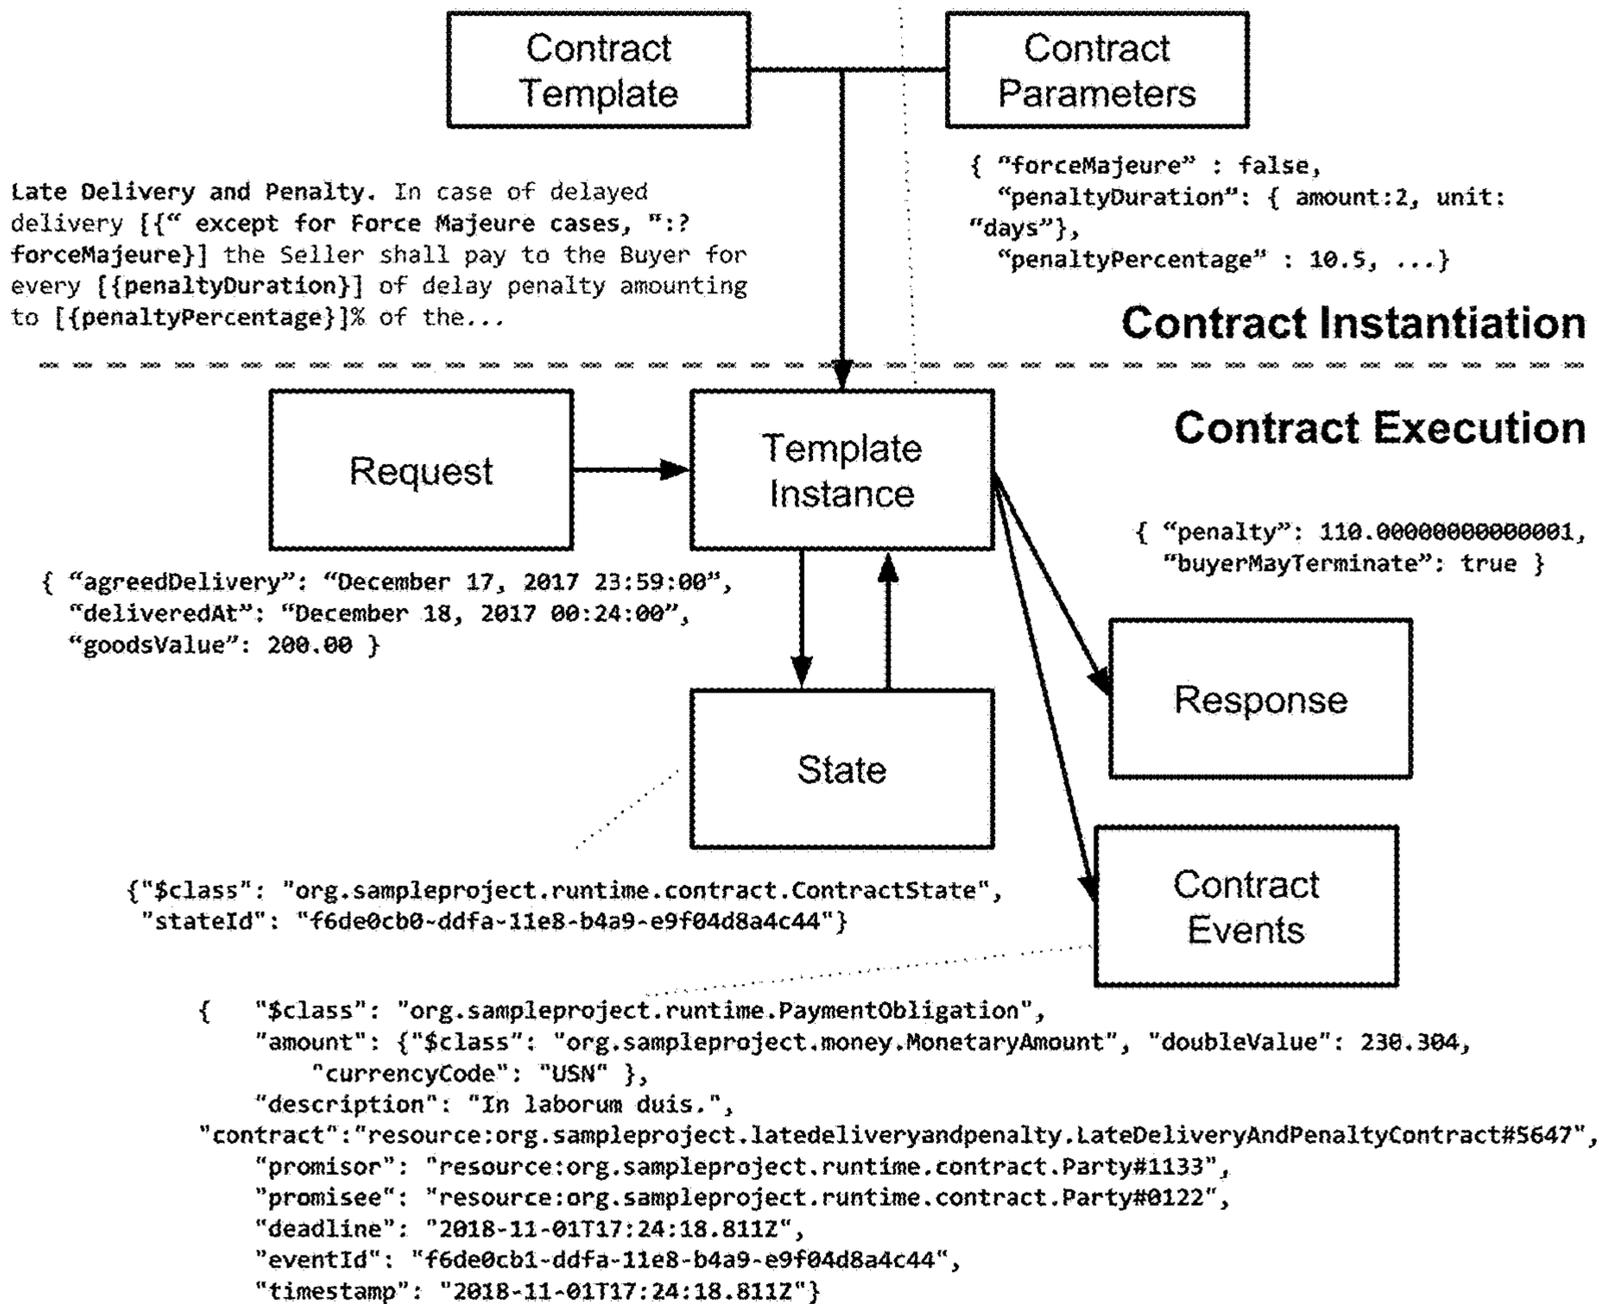 Contract
Template
Contract
Parameters
{ “forceMajeure” : false,
“penaltyDuration”: { amount:2, unit:
“days”},
“penaltyPercentage” : 10.5, ...}
Late Delivery and Penalty. In case of delayed
delivery [{“ except for Force Majeure cases, ":?
forceMajeure}] the Seller shall pay to the Buyer for
every [{penaltyDuration}] of delay penalty amounting
to [{penaltyPercentage}]% of the...
Contract Instantiation
Contract Execution
Request
Template
Instance
{ “penalty”: 110.00000000000001,
“buyerMayTerminate”: true }
{ “agreedDelivery”: “December 17, 2017 23:59:00”,
“deliveredAt”: “December 18, 2017 00:24:00”,
“goodsValue”: 200.00 }
Response
State
Contract
Events
{"$class": "org.sampleproject.runtime.contract.ContractState",
"stateId": "f6de0cb0-ddfa-11e8-b4a9-e9f04d8a4c44"}
{ "$class": "org.sampleproject.runtime.PaymentObligation",
"amount": {"$class": "org.sampleproject.money.MonetaryAmount", "doubleValue": 230.304,
"currencyCode": "USN" },
"description": "In laborum duis.",
"contract":"resource:org.sampleproject.latedeliveryandpenalty.LateDeliveryAndPenaltyContract#5647",
"promisor": "resource:org.sampleproject.runtime.contract.Party#1133",
"promisee": "resource:org.sampleproject.runtime.contract.Party#0122",
"deadline": "2018-11-01T17:24:18.811Z",
"eventId": "f6de0cb1-ddfa-11e8-b4a9-e9f04d8a4c44",
"timestamp": "2018-11-01T17:24:18.811Z"}